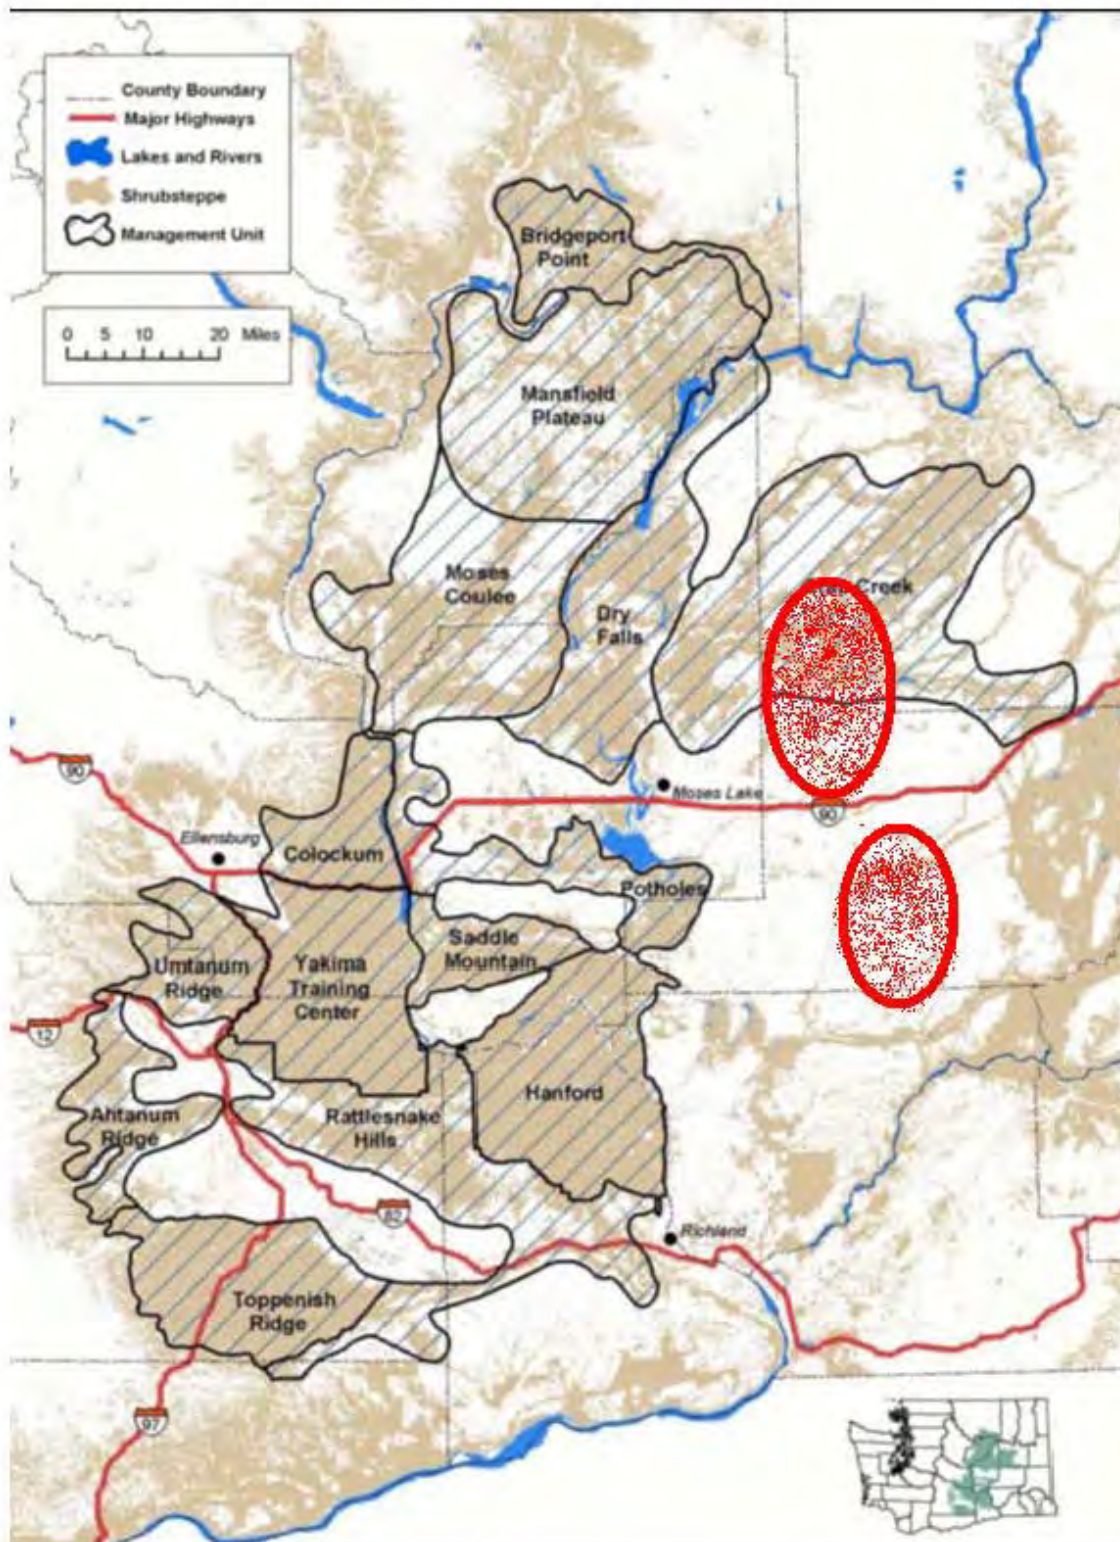 County Boundary
Major Highways
Lakes and Rivers
Shrubsteppe
Management Unit
0 5 10 20 Miles
Bridgeport
Point
Mansfield
Plateau
Moses
Coulee
Dry
Falls
Creek
90
Moses Lake
90
Ellensburg
Colockum
Potholes
Saddle
Mountain
Umtanum
Ridge
Yakima
Training
Center
12
Hanford
Ahtanum
Ridge
Rattlesnake
Hills
82
Richland
Toppenish
Ridge
97